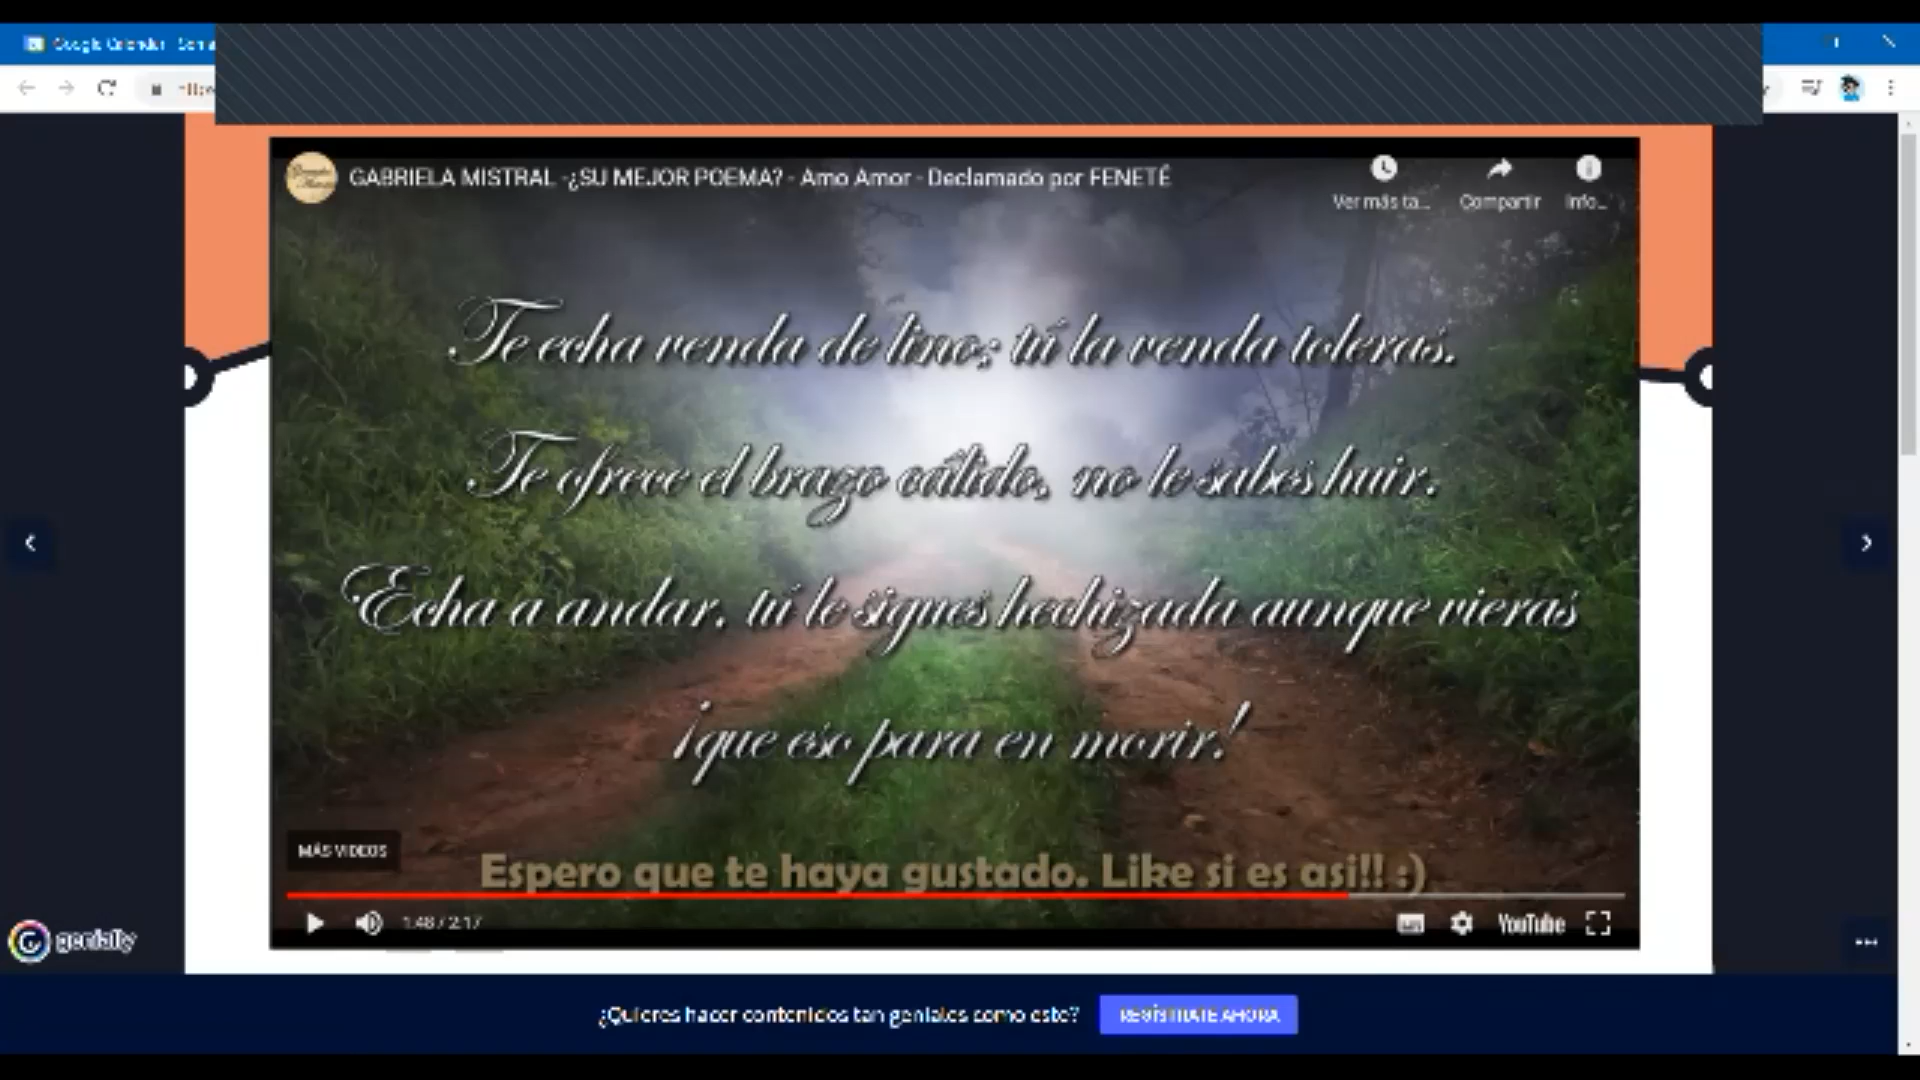 Google Calendar - Sema
GABRIELA MISTRAL -¿SU MEJOR POEMA? - Amo Amor - Declamado por FENETÉ
Ver más ta... Compartir Info...
Te echa venda de lino; tú la venda toleras.
Te ofrece el brazo cálido, no le sabes huir.
Echa a andar, tú le sigues hechizada aunque vieras
¡que eso para en morir!
MÁS VIDEOS
Espero que te haya gustado. Like si es asi!! :)
1:48 / 2:17
YouTube
genially
¿Quieres hacer contenidos tan geniales como este?
REGÍSTRATE AHORA